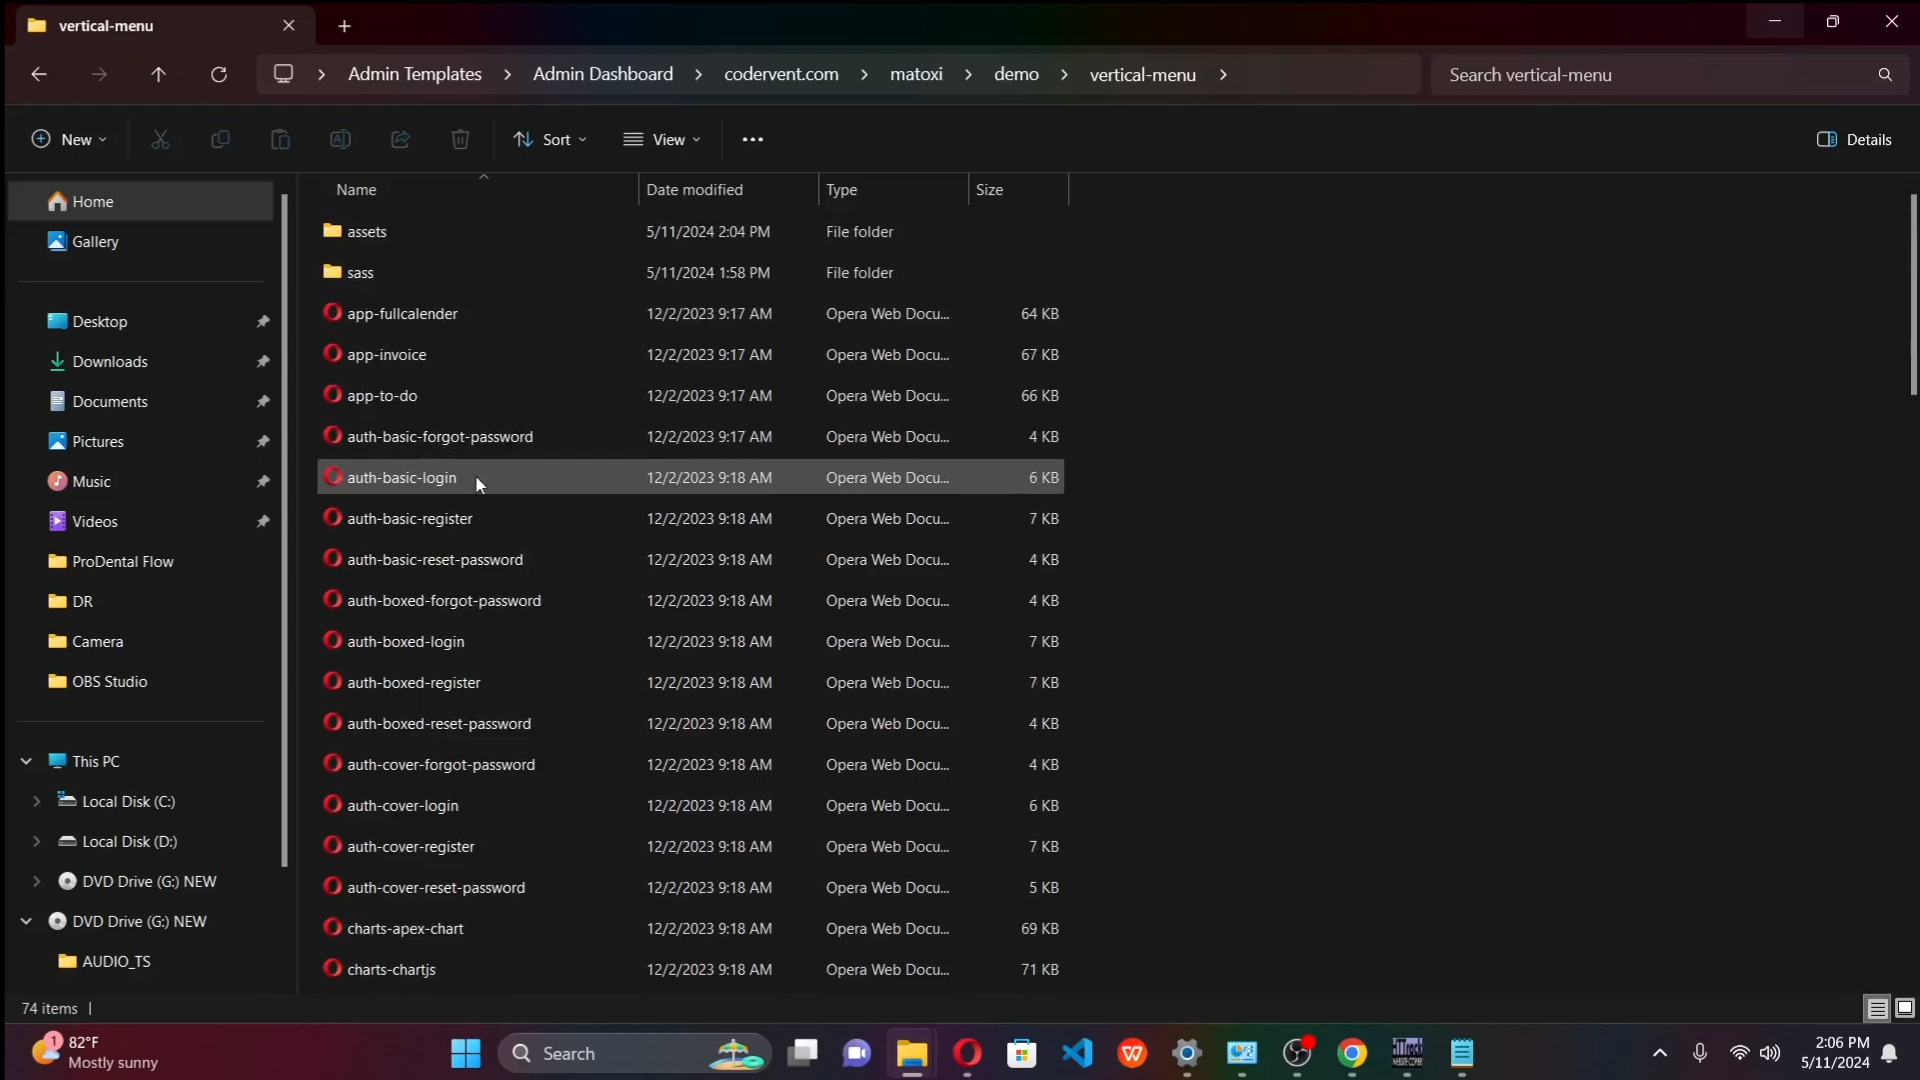 vertical-menu
Admin Templates > Admin Dashboard > codervent.com > matoxi > demo > vertical-menu >
Search vertical-menu
New
Sort
View
Details
Name Date modified Type Size
Home
Gallery
Desktop
Downloads
Documents
Pictures
Music
Videos
ProDental Flow
DR
Camera
OBS Studio
This PC
Local Disk (C:)
Local Disk (D:)
DVD Drive (G:) NEW
DVD Drive (G:) NEW
AUDIO_TS
assets 5/11/2024 2:04 PM File folder
sass 5/11/2024 1:58 PM File folder
app-fullcalender 12/2/2023 9:17 AM Opera Web Docu... 64 KB
app-invoice 12/2/2023 9:17 AM Opera Web Docu... 67 KB
app-to-do 12/2/2023 9:17 AM Opera Web Docu... 66 KB
auth-basic-forgot-password 12/2/2023 9:17 AM Opera Web Docu... 4 KB
auth-basic-login 12/2/2023 9:18 AM Opera Web Docu... 6 KB
auth-basic-register 12/2/2023 9:18 AM Opera Web Docu... 7 KB
auth-basic-reset-password 12/2/2023 9:18 AM Opera Web Docu... 4 KB
auth-boxed-forgot-password 12/2/2023 9:18 AM Opera Web Docu... 4 KB
auth-boxed-login 12/2/2023 9:18 AM Opera Web Docu... 7 KB
auth-boxed-register 12/2/2023 9:18 AM Opera Web Docu... 7 KB
auth-boxed-reset-password 12/2/2023 9:18 AM Opera Web Docu... 4 KB
auth-cover-forgot-password 12/2/2023 9:18 AM Opera Web Docu... 4 KB
auth-cover-login 12/2/2023 9:18 AM Opera Web Docu... 6 KB
auth-cover-register 12/2/2023 9:18 AM Opera Web Docu... 7 KB
auth-cover-reset-password 12/2/2023 9:18 AM Opera Web Docu... 5 KB
charts-apex-chart 12/2/2023 9:18 AM Opera Web Docu... 69 KB
charts-chartjs 12/2/2023 9:18 AM Opera Web Docu... 71 KB
74 items
1
82°F
Mostly sunny
Search
2:06 PM
5/11/2024